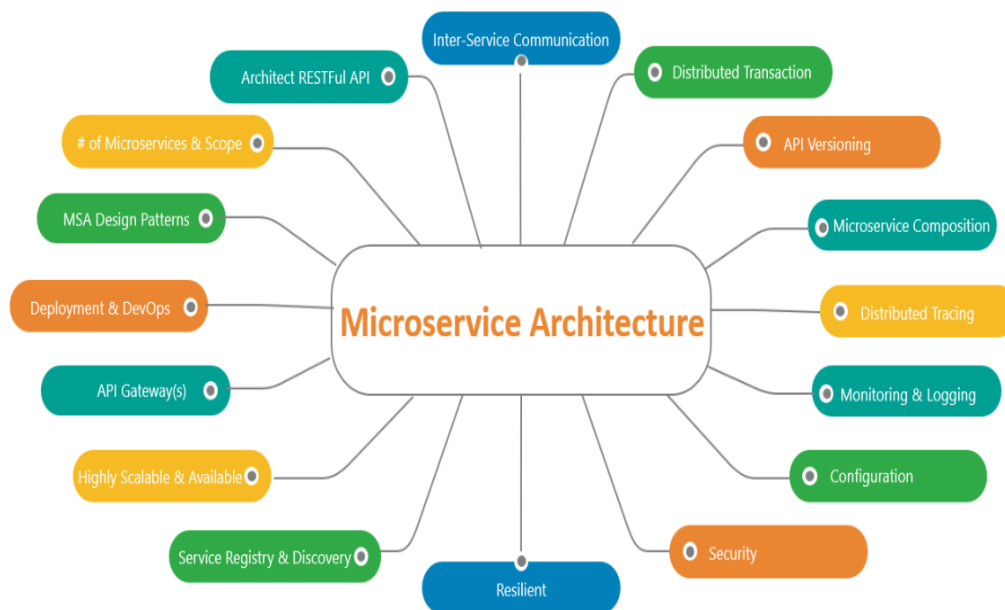 Inter-Service Communication
Architect RESTFul API
Distributed Transaction
# of Microservices & Scope
API Versioning
MSA Design Patterns
Microservice Composition
Deployment & DevOps
Microservice Architecture
Distributed Tracing
API Gateway(s)
Monitoring & Logging
Highly Scalable & Available
Configuration
Service Registry & Discovery
Security
Resilient